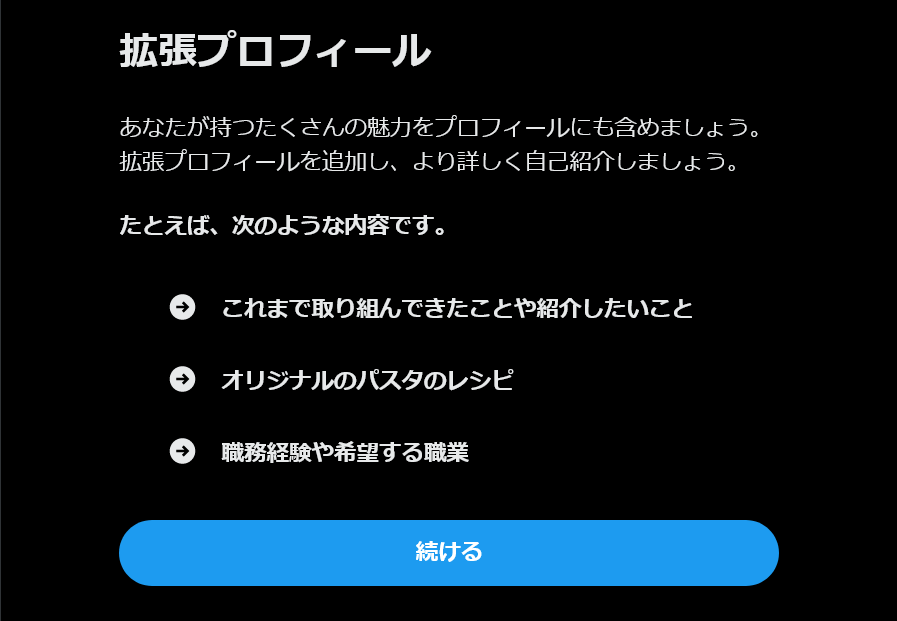 拡張プロフィール
あなたが持つたくさんの魅力をプロフィールにも含めましょう。
拡張プロフィールを追加し、より詳しく自己紹介しましょう。
たとえば、次のような内容です。
これまで取り組んできたことや紹介したいこと
オリジナルのパスタのレシピ
職務経験や希望する職業
続ける